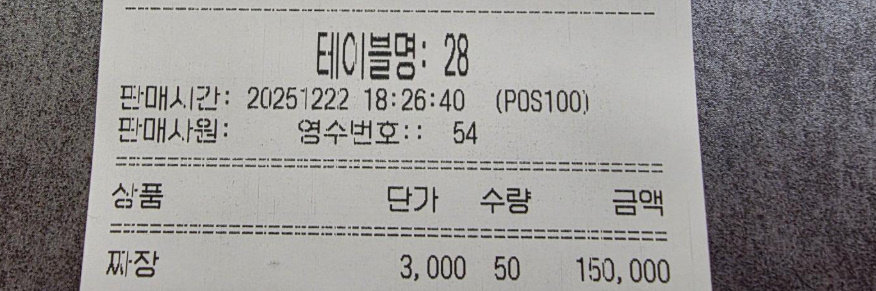 테이블명: 28
판매시간: 20251222 18:26:40 (POS100)
판매사원: 영수번호:: 54
상품 단가 수량 금액
짜장 3,000 50 150,000